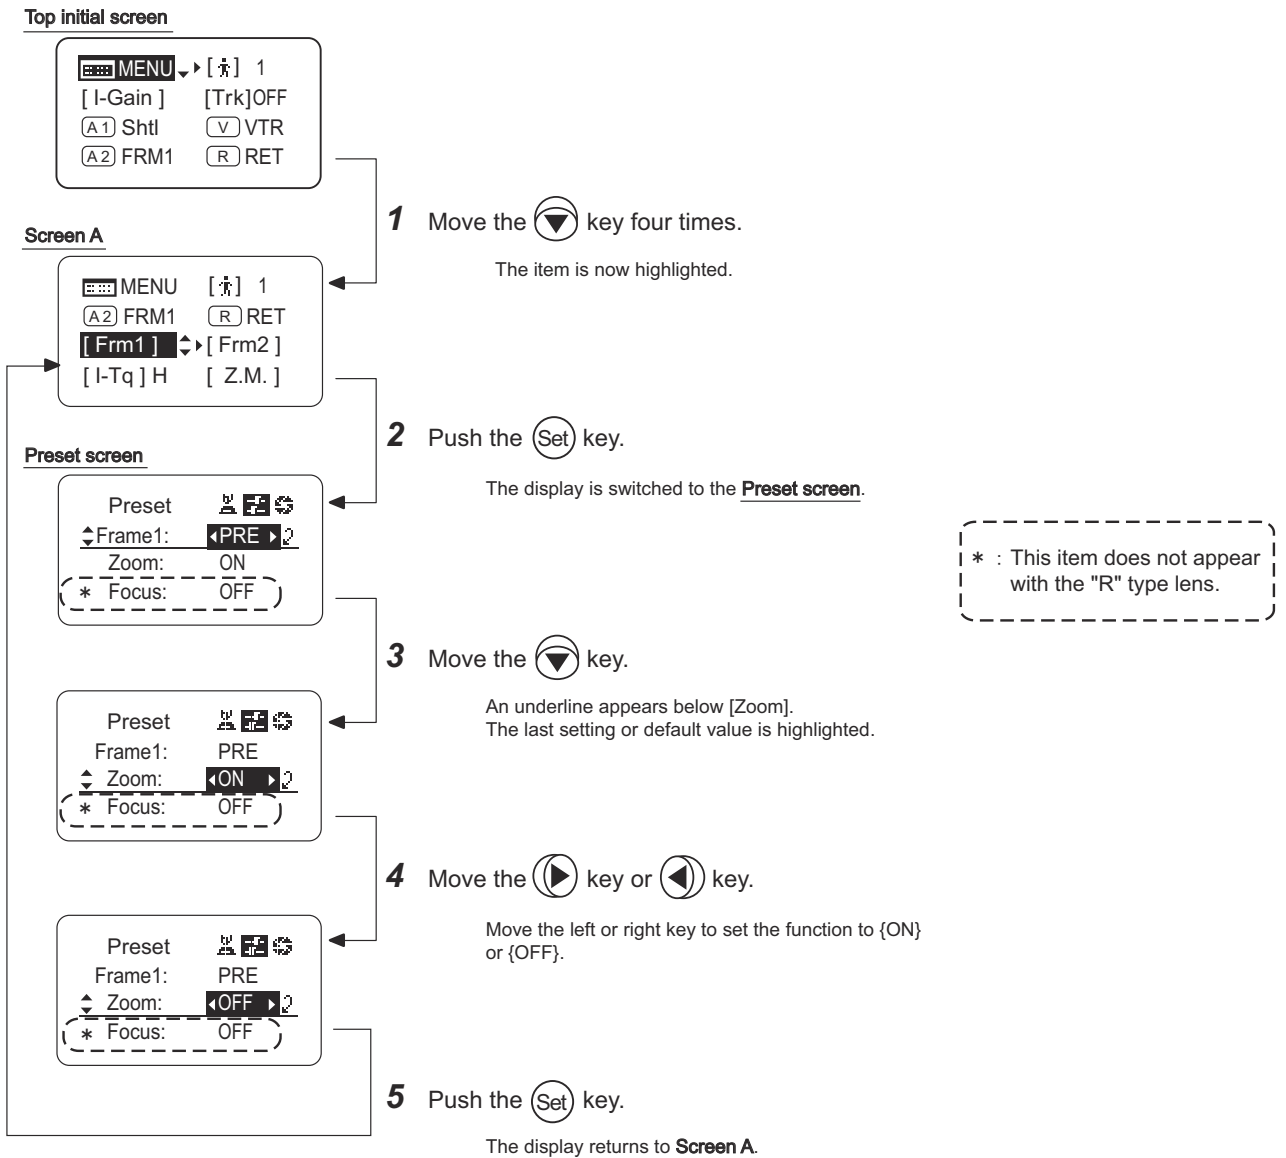 Top initial screen
MENU [ ] 1
[ I-Gain ] [Trk]OFF
A1 Shtl V VTR
A2 FRM1 R RET
1 Move the key four times.
The item is now highlighted.
Screen A
MENU [ ] 1
A2 FRM1 R RET
[ Frm1 ] [ Frm2 ]
[ I-Tq ] H [ Z.M. ]
2 Push the Set key.
The display is switched to the Preset screen.
Preset screen
Preset
Frame1: PRE
Zoom: ON
* Focus: OFF
* : This item does not appear
with the "R" type lens.
3 Move the key.
An underline appears below [Zoom].
The last setting or default value is highlighted.
Preset
Frame1: PRE
Zoom: ON
* Focus: OFF
4 Move the key or key.
Move the left or right key to set the function to {ON}
or {OFF}.
Preset
Frame1: PRE
Zoom: OFF
* Focus: OFF
5 Push the Set key.
The display returns to Screen A.